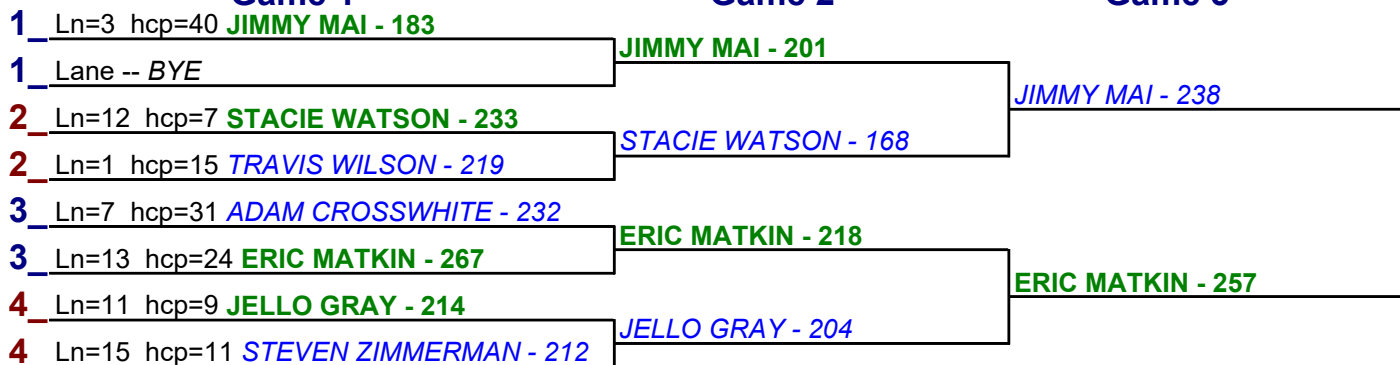 1_ Ln=3 hcp=40 JIMMY MAI - 183
1_ Lane -- BYE
2_ Ln=12 hcp=7 STACIE WATSON - 233
2_ Ln=1 hcp=15 TRAVIS WILSON - 219
3_ Ln=7 hcp=31 ADAM CROSSWHITE - 232
3_ Ln=13 hcp=24 ERIC MATKIN - 267
4_ Ln=11 hcp=9 JELLO GRAY - 214
4 Ln=15 hcp=11 STEVEN ZIMMERMAN - 212
JIMMY MAI - 201
STACIE WATSON - 168
ERIC MATKIN - 218
JELLO GRAY - 204
JIMMY MAI - 238
ERIC MATKIN - 257